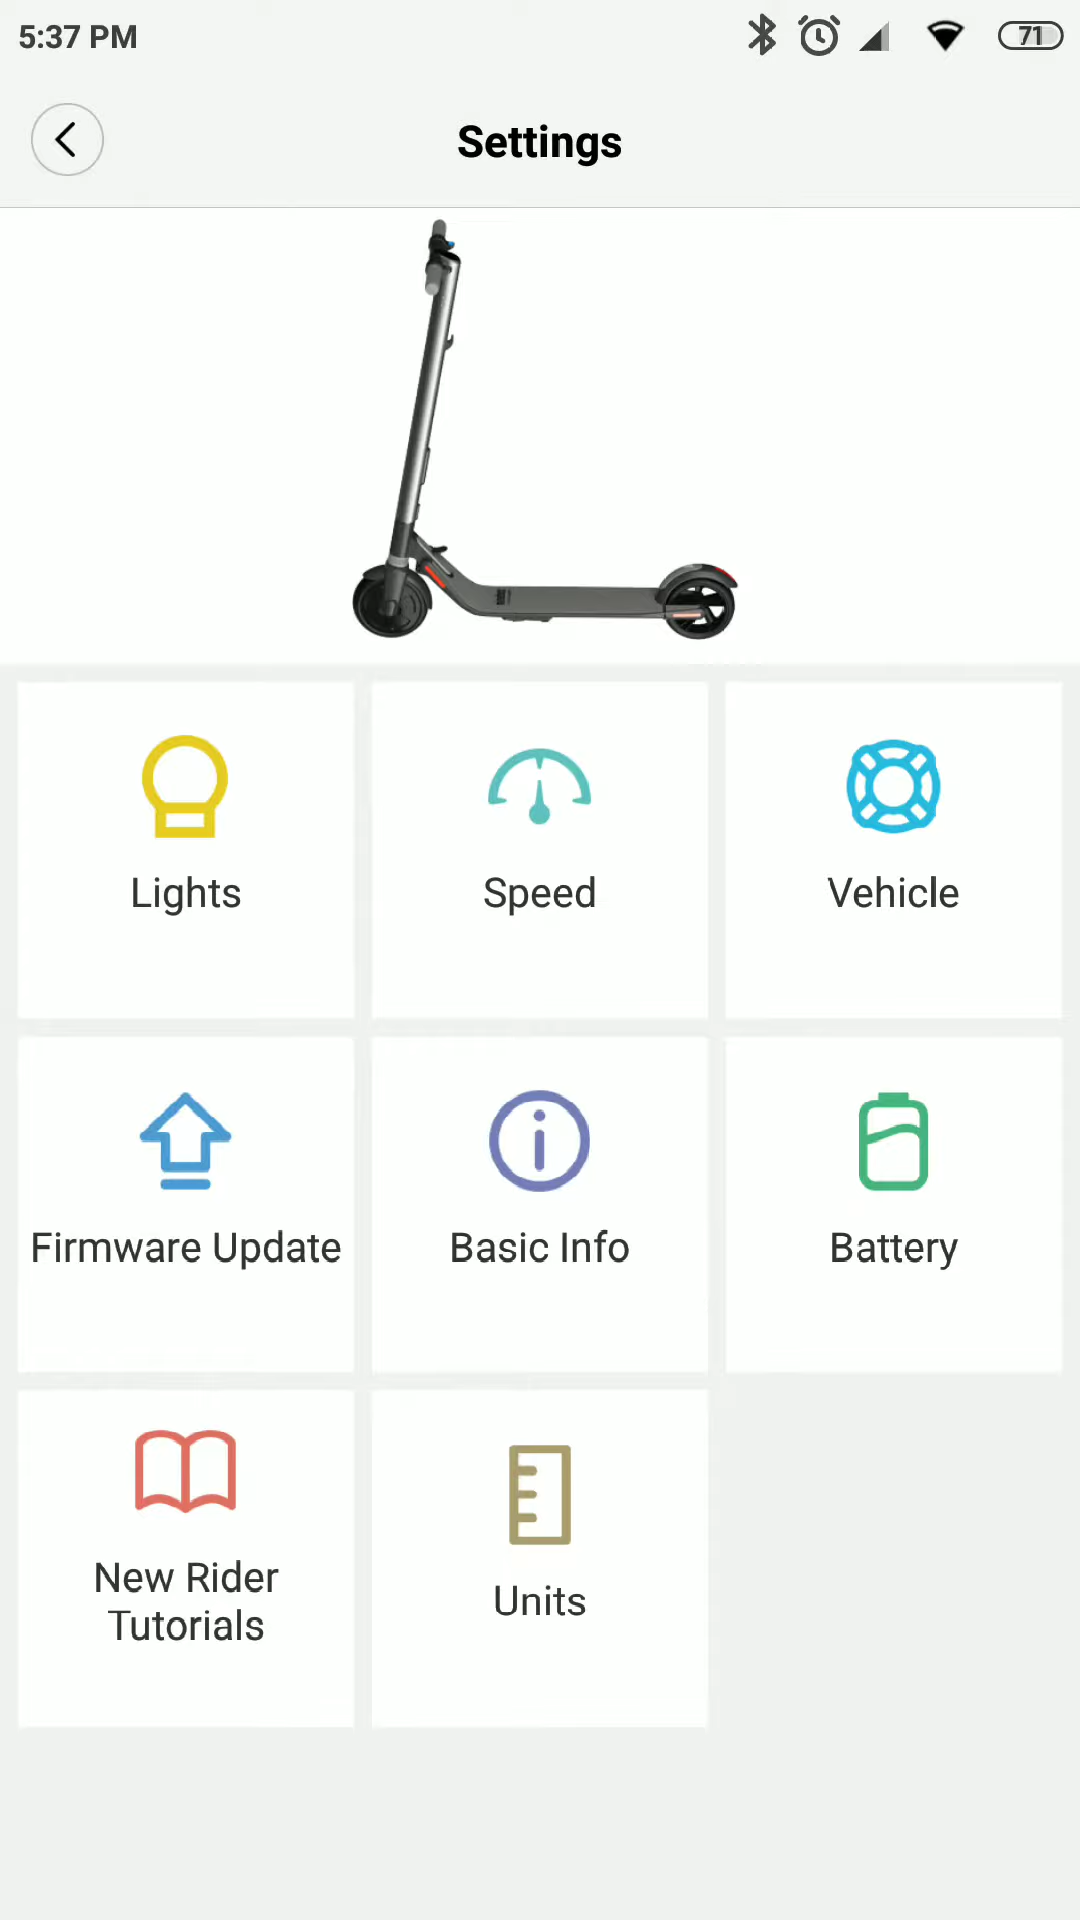 5:37 PM
71
Settings
Lights
Speed
Vehicle
Firmware Update
Basic Info
Battery
New Rider
Tutorials
Units